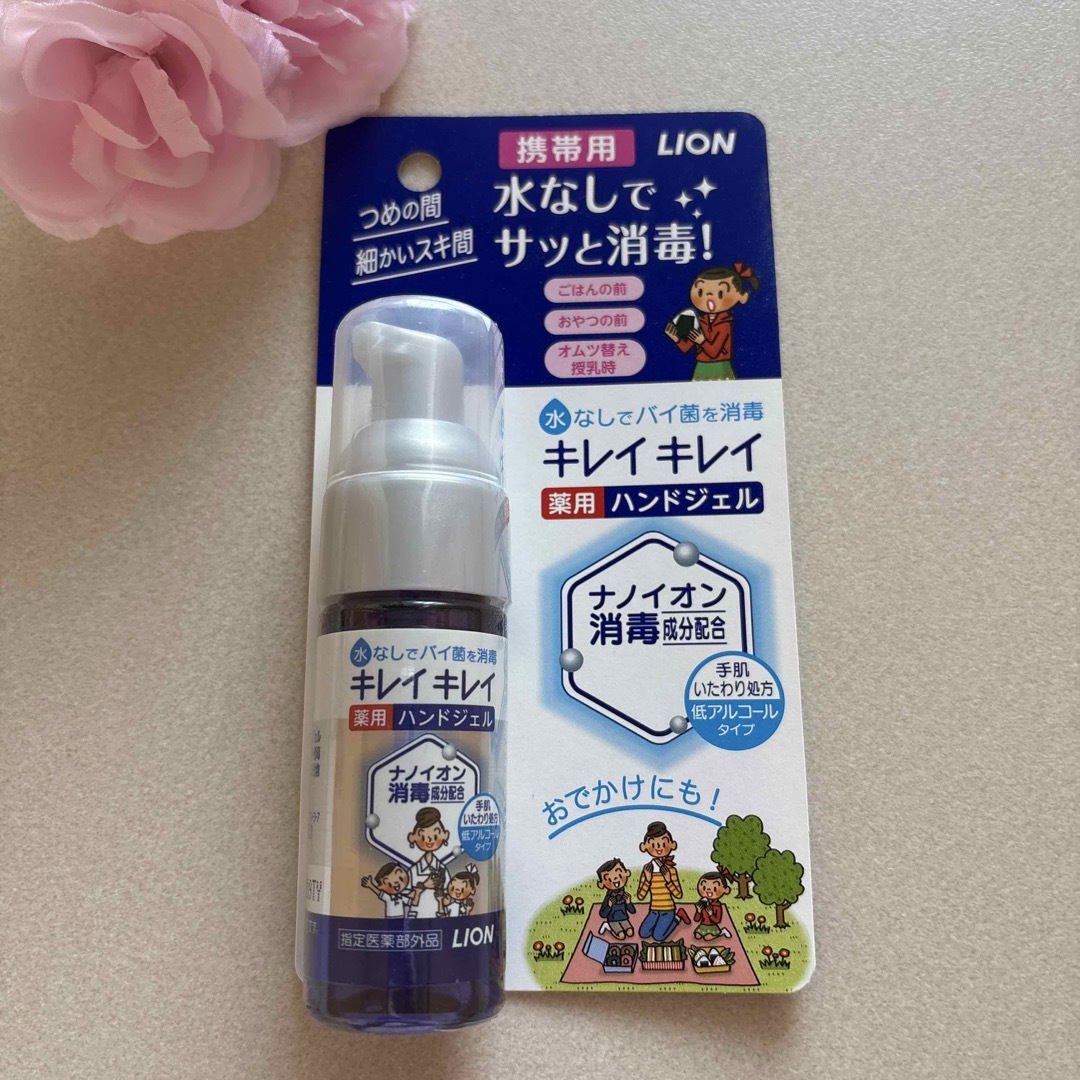 携帯用
LION
つめの間
細かいスキ間
水なしで
サッと消毒!
ごはんの前
おやつの前
オムツ替え
授乳時
水なしでバイ菌を消毒
キレイキレイ
薬用 ハンドジェル
ナノイオン
消毒成分配合
手肌
いたわり処方
低アルコール
タイプ
おでかけにも!
水なしでバイ菌を消毒
キレイキレイ
薬用 ハンドジェル
ナノイオン
消毒成分配合
手肌
いたわり処方
低アルコール
タイプ
指定医薬部外品
LION